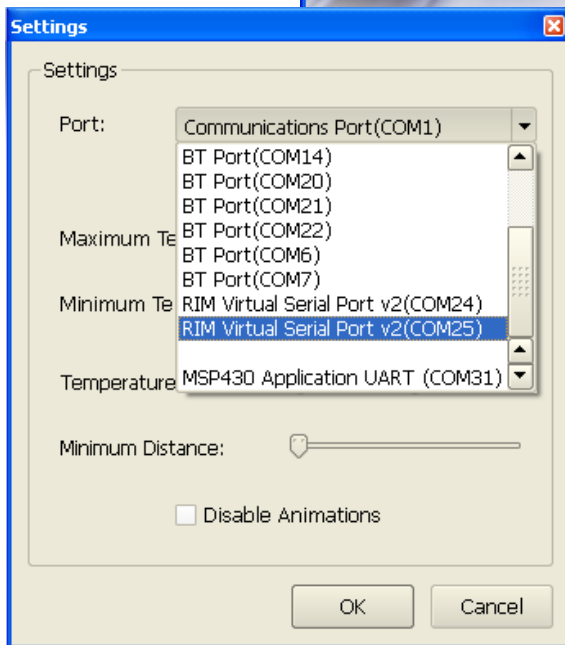 Settings
Settings
Port:
Communications Port(COM1)
BT Port(COM14)
BT Port(COM20)
BT Port(COM21)
BT Port(COM22)
BT Port(COM6)
BT Port(COM7)
RIM Virtual Serial Port v2(COM24)
RIM Virtual Serial Port v2(COM25)
MSP430 Application UART (COM31)
Maximum Te
Minimum Te
Temperature
Minimum Distance:
Disable Animations
OK
Cancel